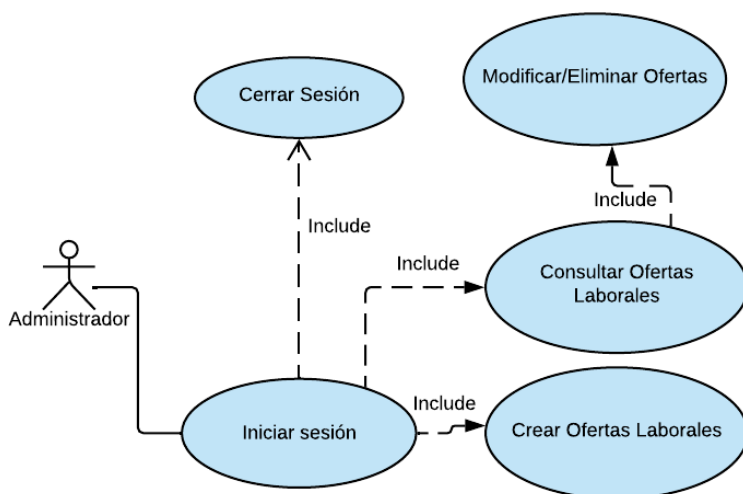 Modificar/Eliminar Ofertas
Cerrar Sesión
Include
Include
Include
Consultar Ofertas
Laborales
Administrador
Include
Iniciar sesión
Crear Ofertas Laborales